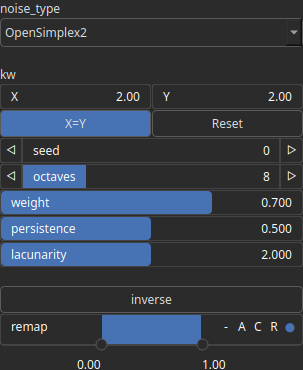 noise_type
OpenSimplex2
kw
X 2.00 Y 2.00
X=Y Reset
seed 0
octaves 8
weight 0.700
persistence 0.500
lacunarity 2.000
inverse
remap - A C R
0.00 1.00